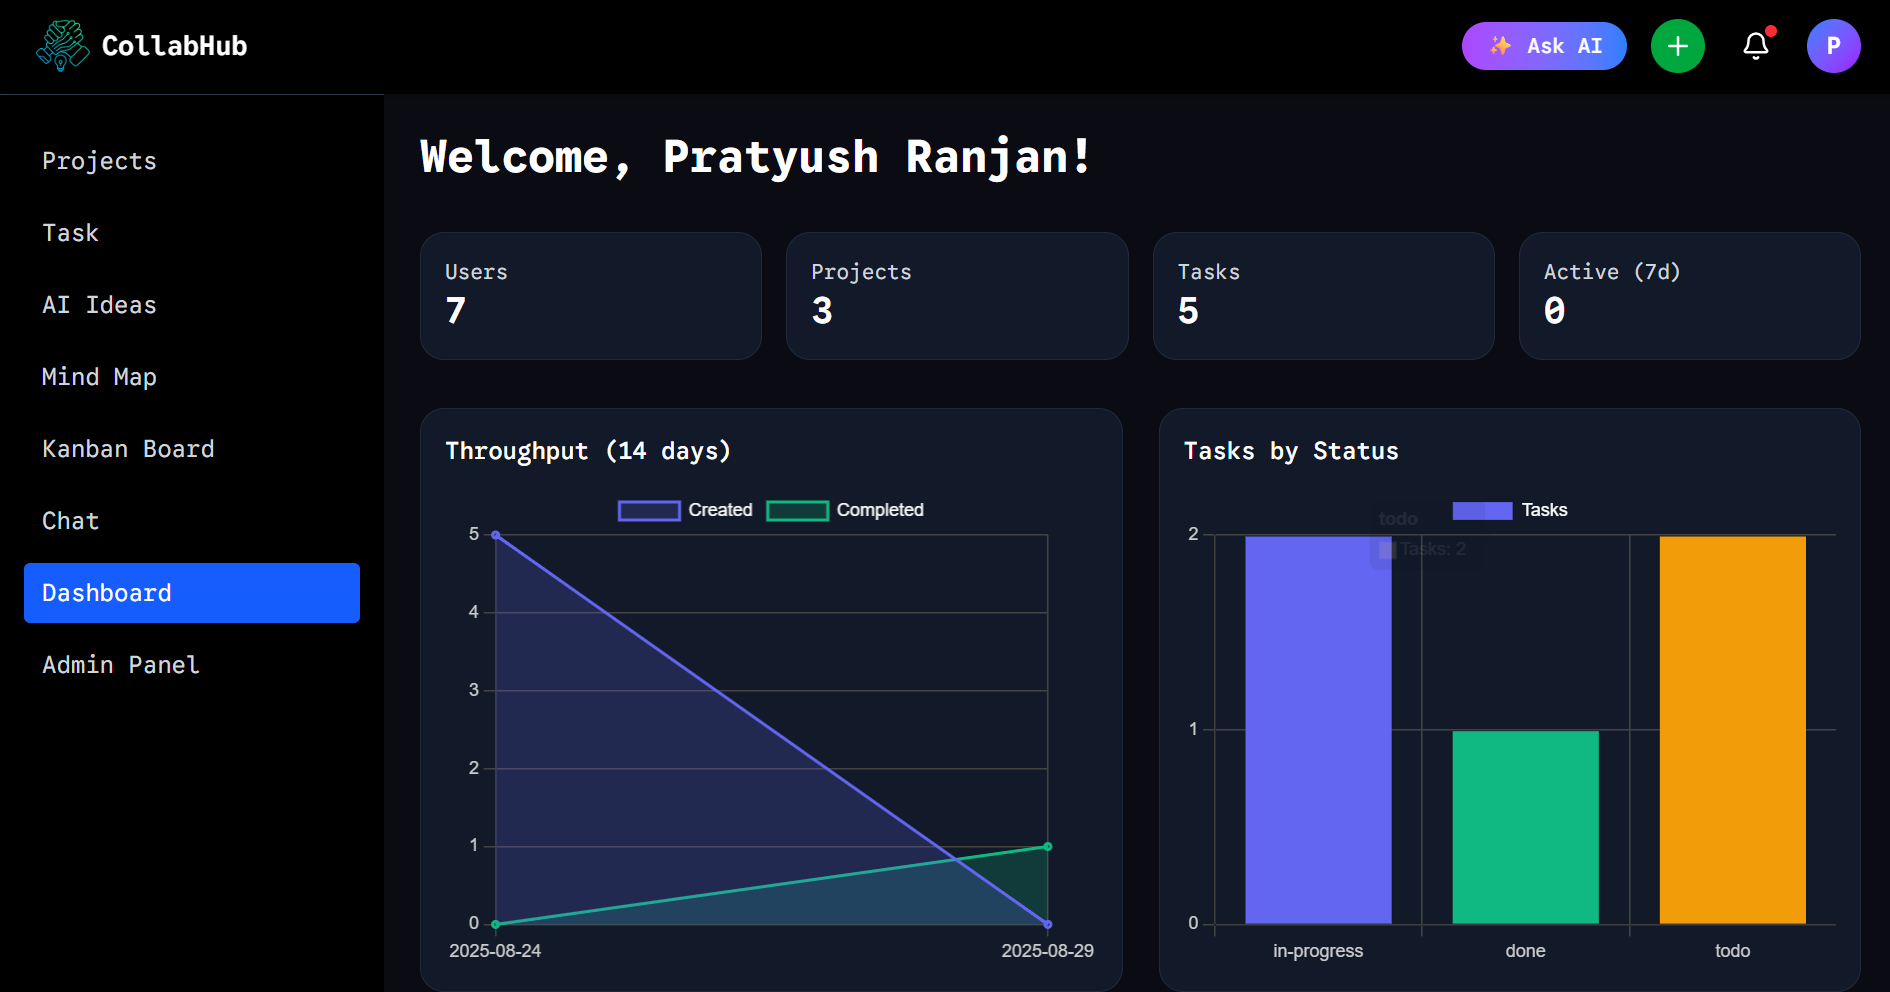 CollabHub
✨ Ask AI
+
P
Projects
Task
AI Ideas
Mind Map
Kanban Board
Chat
Dashboard
Admin Panel
Welcome, Pratyush Ranjan!
Users
7
Projects
3
Tasks
5
Active (7d)
0
Throughput (14 days)
Created
Completed
5
4
3
2
1
0
2025-08-24
2025-08-29
Tasks by Status
Tasks
todo
Tasks: 2
2
1
0
in-progress
done
todo